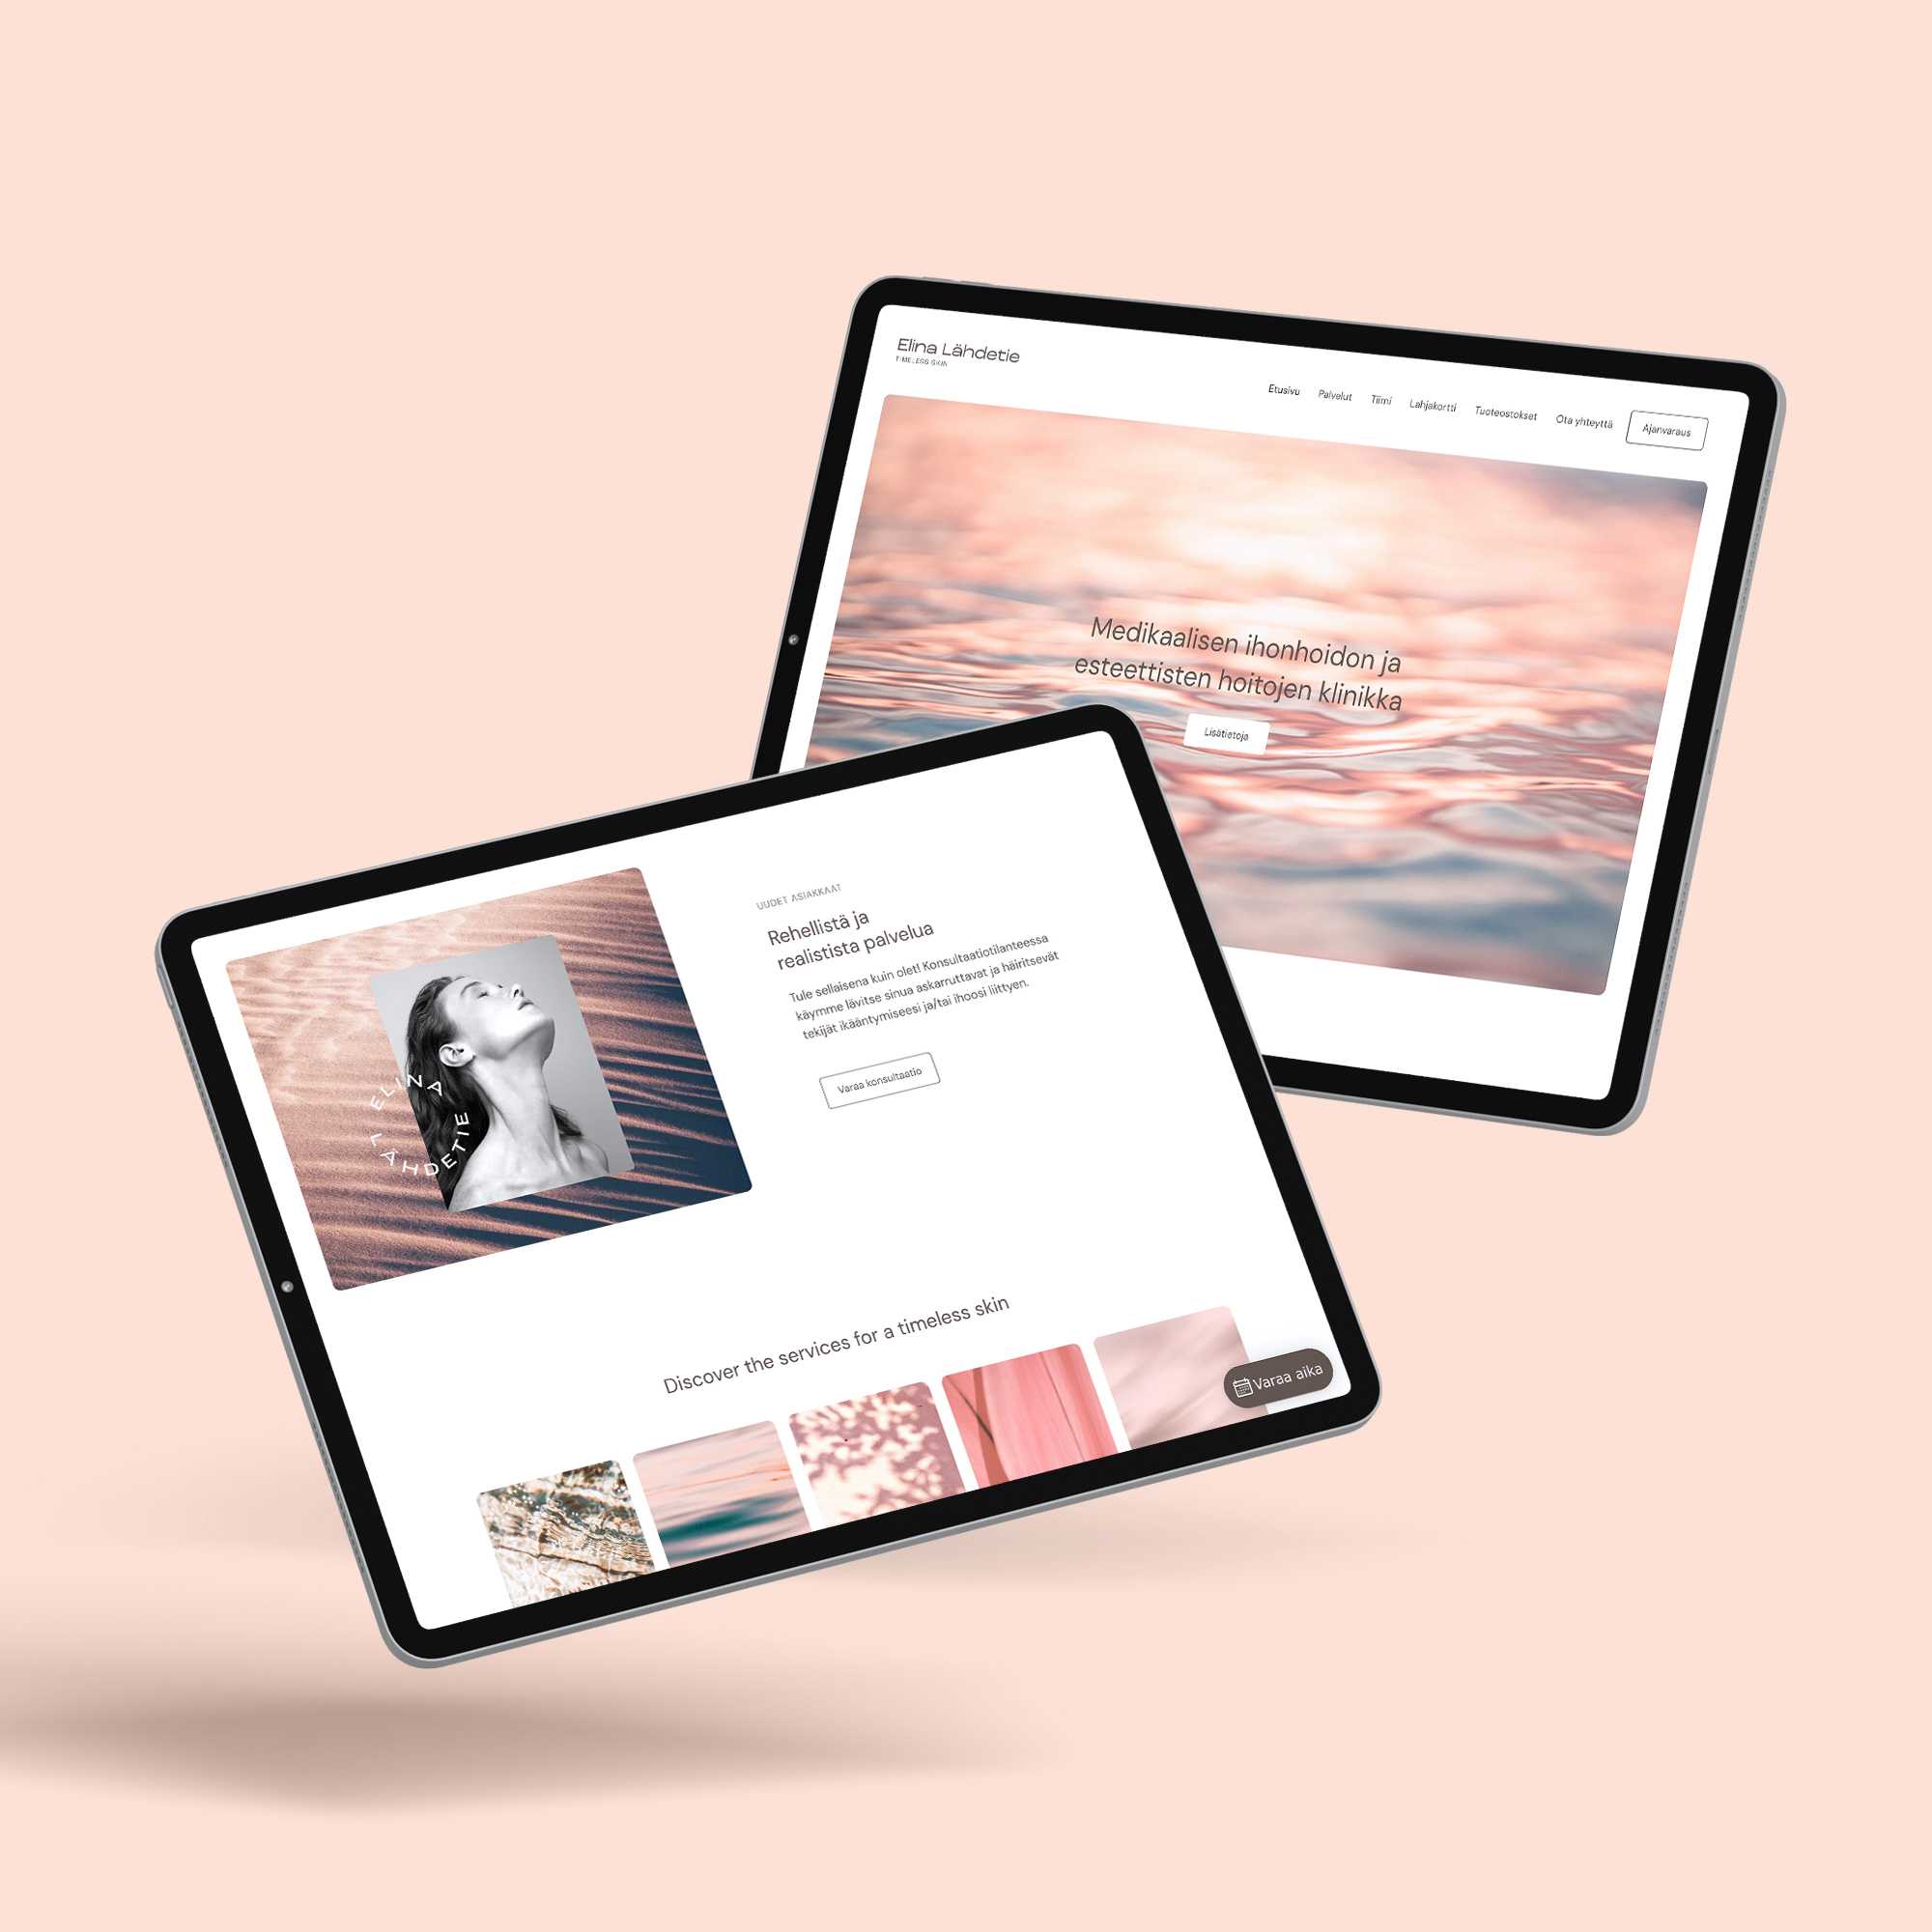 Elina Lähdetie
TIMELESS SKIN
Etusivu Palvelut Tiimi Lahjakortti Tuoteostokset Ota yhteyttä Ajanvaraus
Medikaalisen ihonhoidon ja
esteettisten hoitojen klinikka
Lisätietoja
ELINA
LÄHDETIE
UUDET ASIAKKAAT
Rehellistä ja
realistista palvelua
Tule sellaisena kuin olet! Konsultaatiotilanteessa
käymme lävitse sinua askarruttavat ja häiritsevät
tekijät ikääntymiseesi ja/tai ihoosi liittyen.
Varaa konsultaatio
Discover the services for a timeless skin
Varaa aika